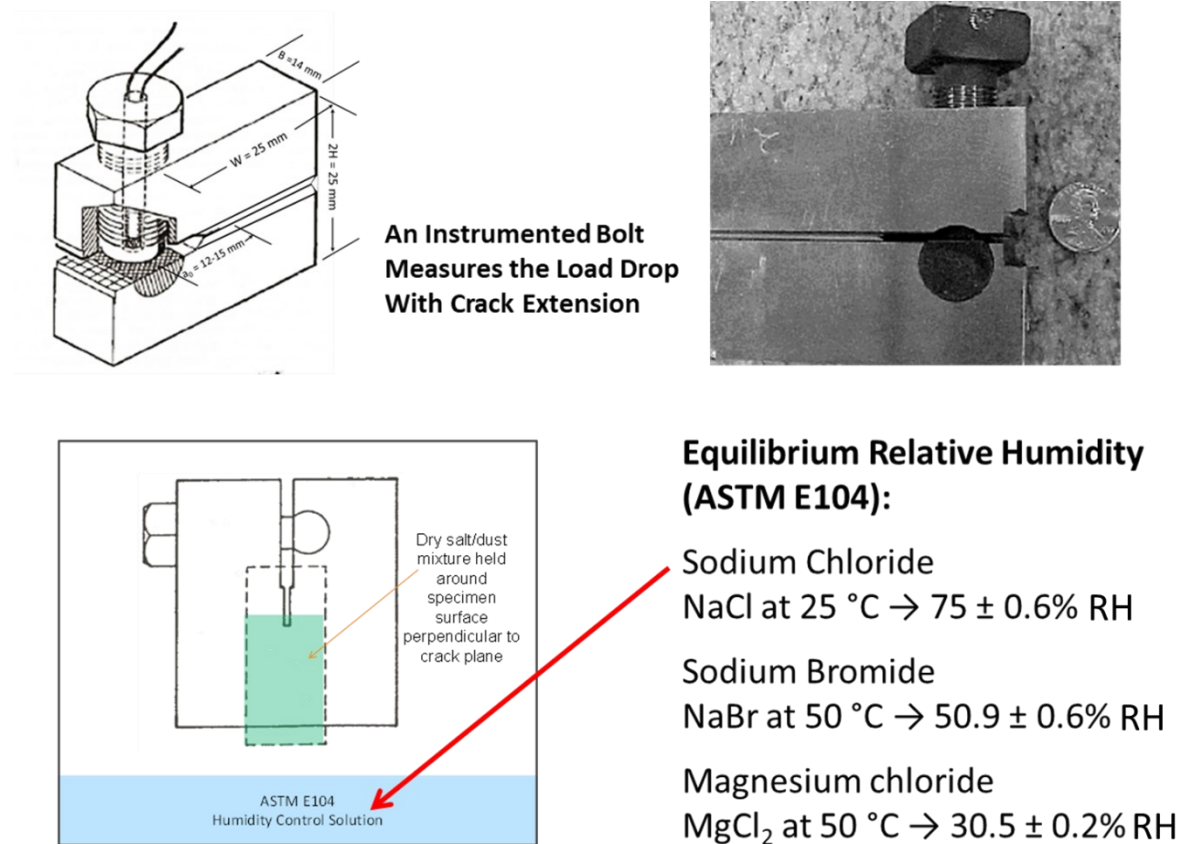 B =14 mm
W = 25 mm
2H = 25 mm
a₀ = 12-15 mm
An Instrumented Bolt
Measures the Load Drop
With Crack Extension
Dry salt/dust
mixture held
around
specimen
surface
perpendicular to
crack plane
ASTM E104
Humidity Control Solution
Equilibrium Relative Humidity
(ASTM E104):
Sodium Chloride
NaCl at 25 °C → 75 ± 0.6% RH
Sodium Bromide
NaBr at 50 °C → 50.9 ± 0.6% RH
Magnesium chloride
MgCl₂ at 50 °C → 30.5 ± 0.2% RH